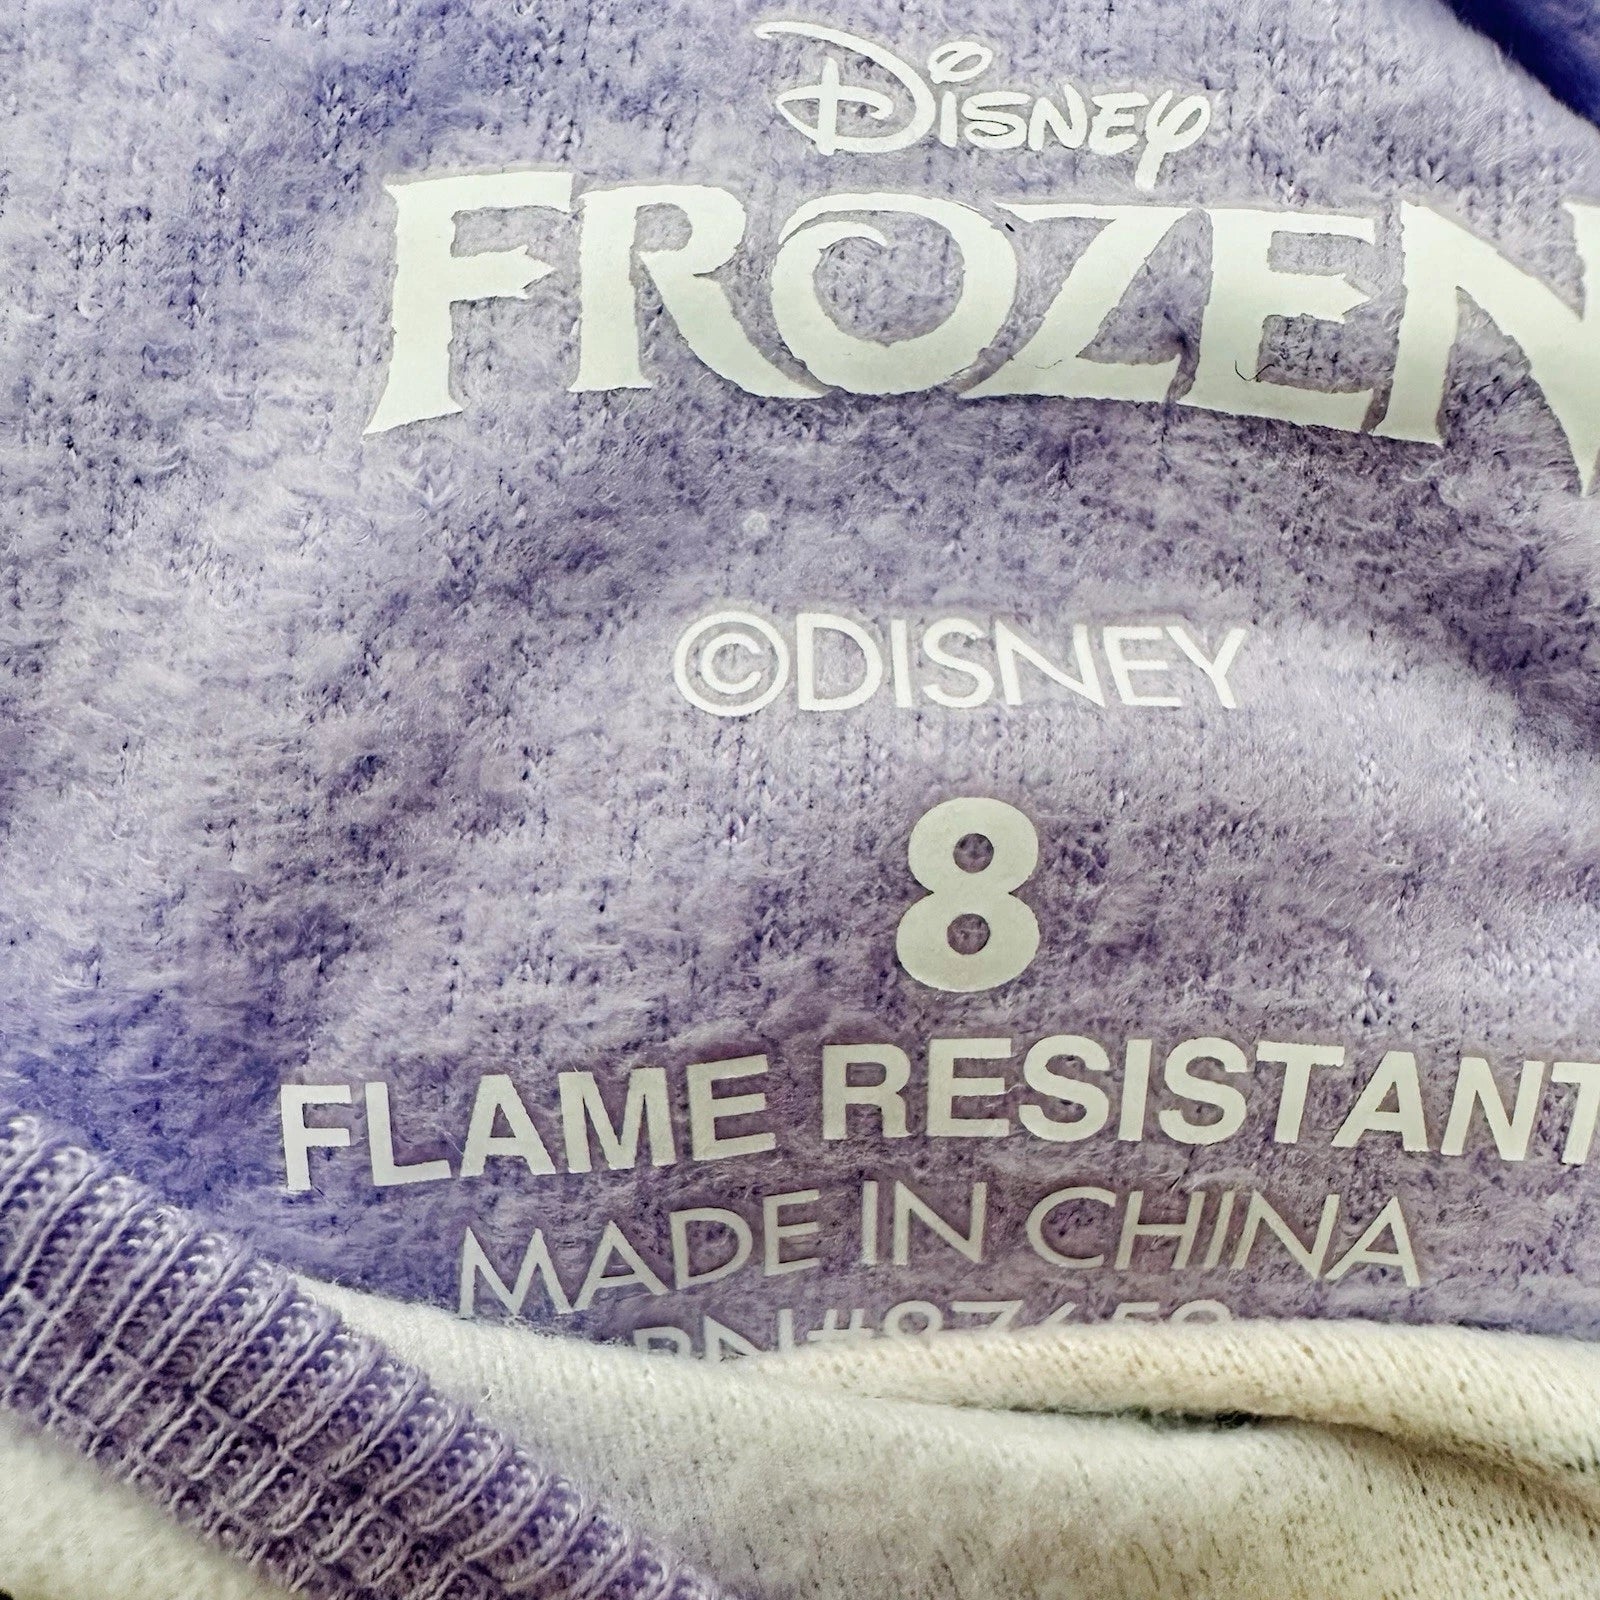 Disney
FROZEN
©DISNEY
8
FLAME RESISTANT
MADE IN CHINA